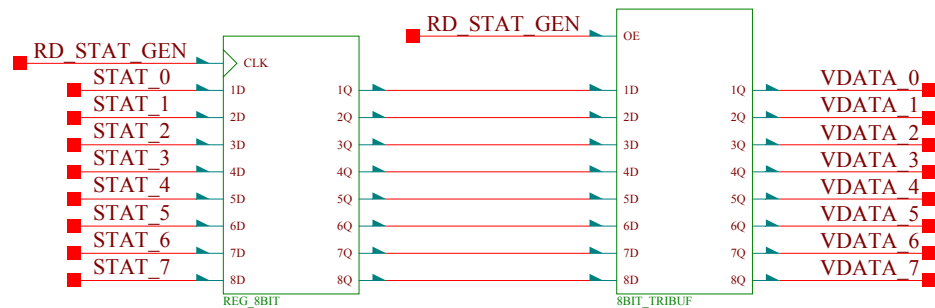 RD_STAT_GEN
OE
RD_STAT_GEN
CLK
STAT_0 1D 1Q 1D 1Q VDATA_0
STAT_1 2D 2Q 2D 2Q VDATA_1
STAT_2 3D 3Q 3D 3Q VDATA_2
STAT_3 4D 4Q 4D 4Q VDATA_3
STAT_4 5D 5Q 5D 5Q VDATA_4
STAT_5 6D 6Q 6D 6Q VDATA_5
STAT_6 7D 7Q 7D 7Q VDATA_6
STAT_7 8D 8Q 8D 8Q VDATA_7
REG_8BIT 8BIT_TRIBUF